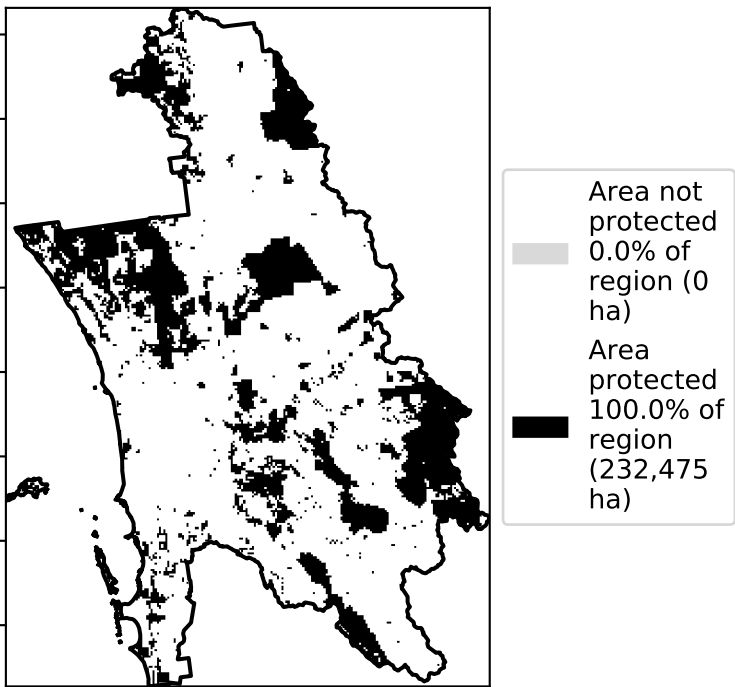 Area not
protected
0.0% of
region (0
ha)
Area
protected
100.0% of
region
(232,475
ha)